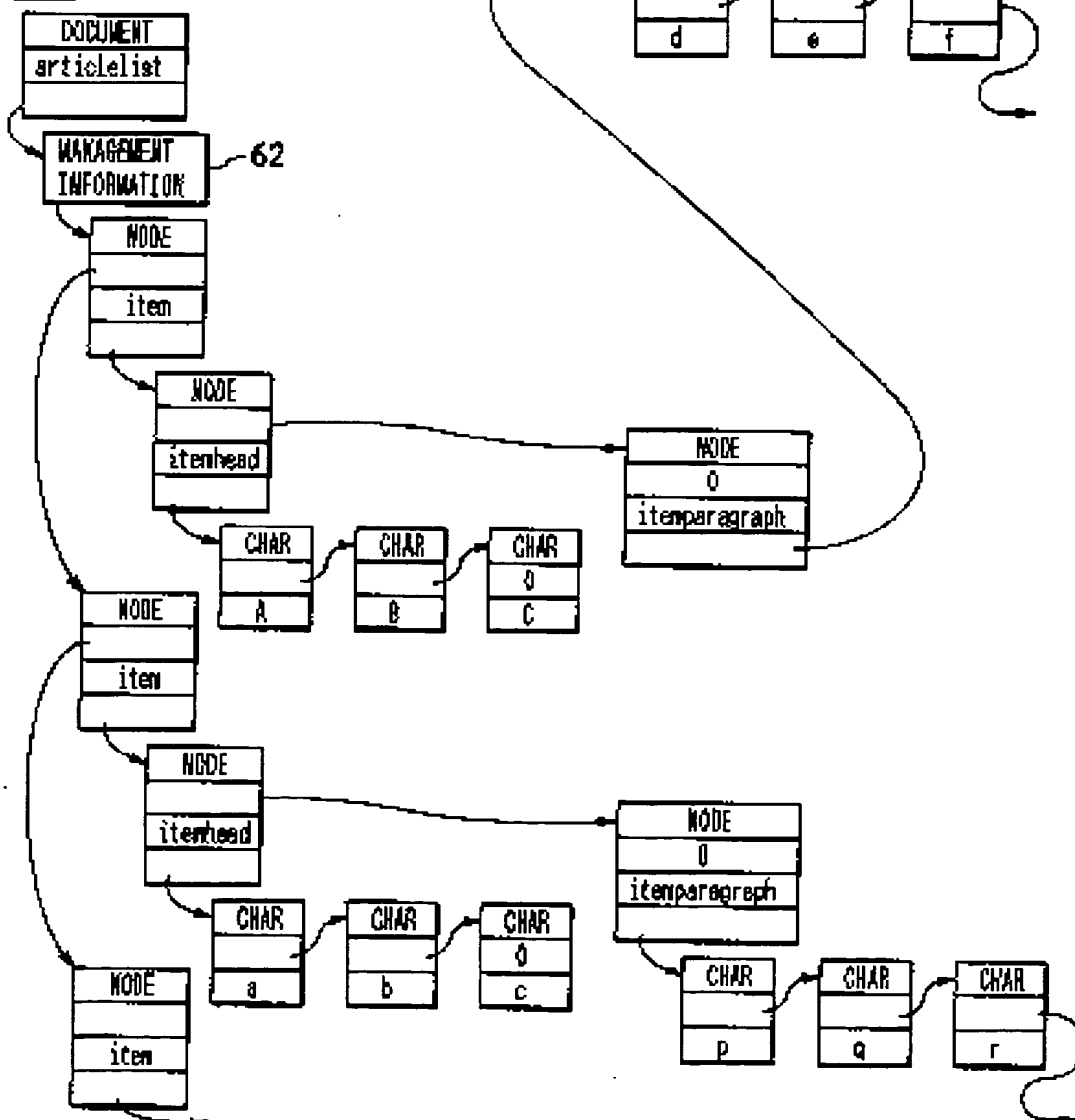 d e f
DOCUMENT
articlelist
MANAGEMENT
INFORMATION
62
NODE
item
NODE
itemhead
NODE
0
itemparagraph
CHAR CHAR CHAR
0
A B C
NODE
item
NODE
itemhead
NODE
0
itemparagraph
CHAR CHAR CHAR
0
a b c
NODE
item
CHAR CHAR CHAR
p q r